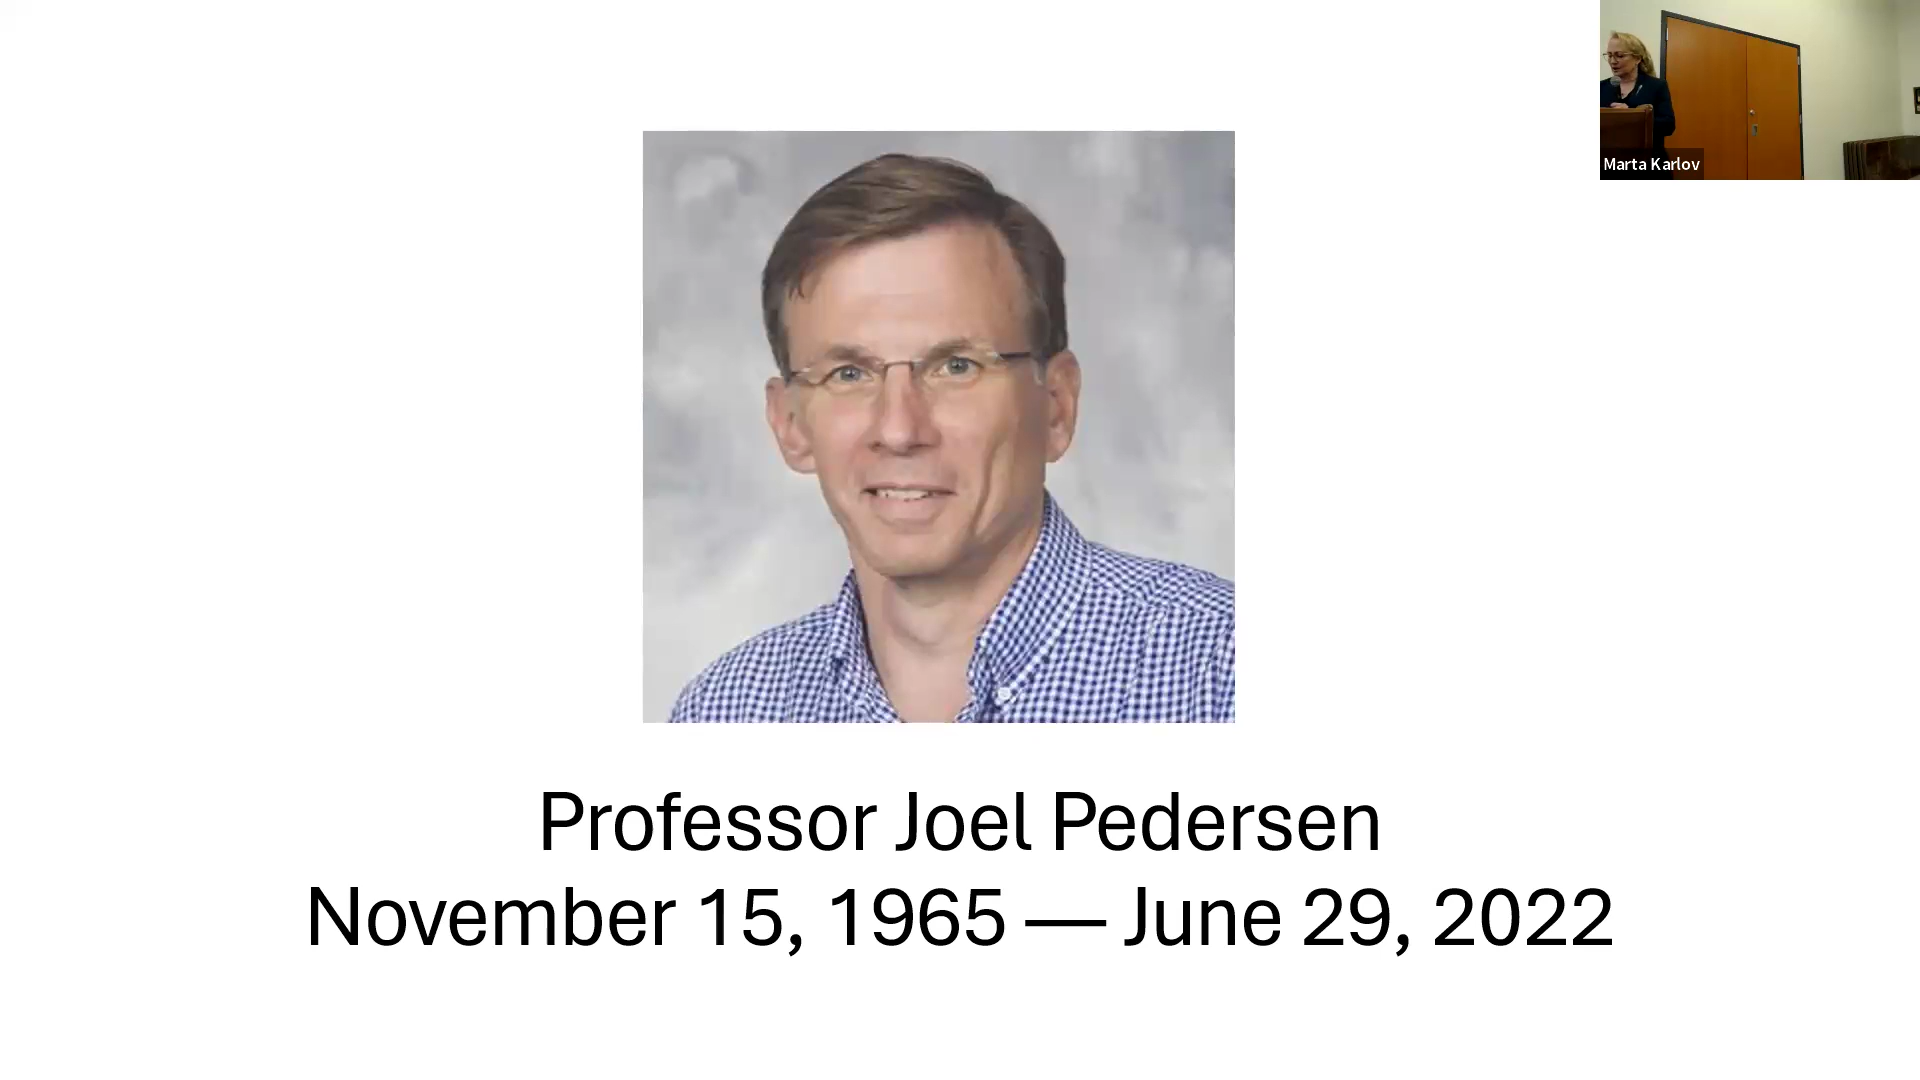 Marta Karlov
Professor Joel Pedersen
November 15, 1965 — June 29, 2022